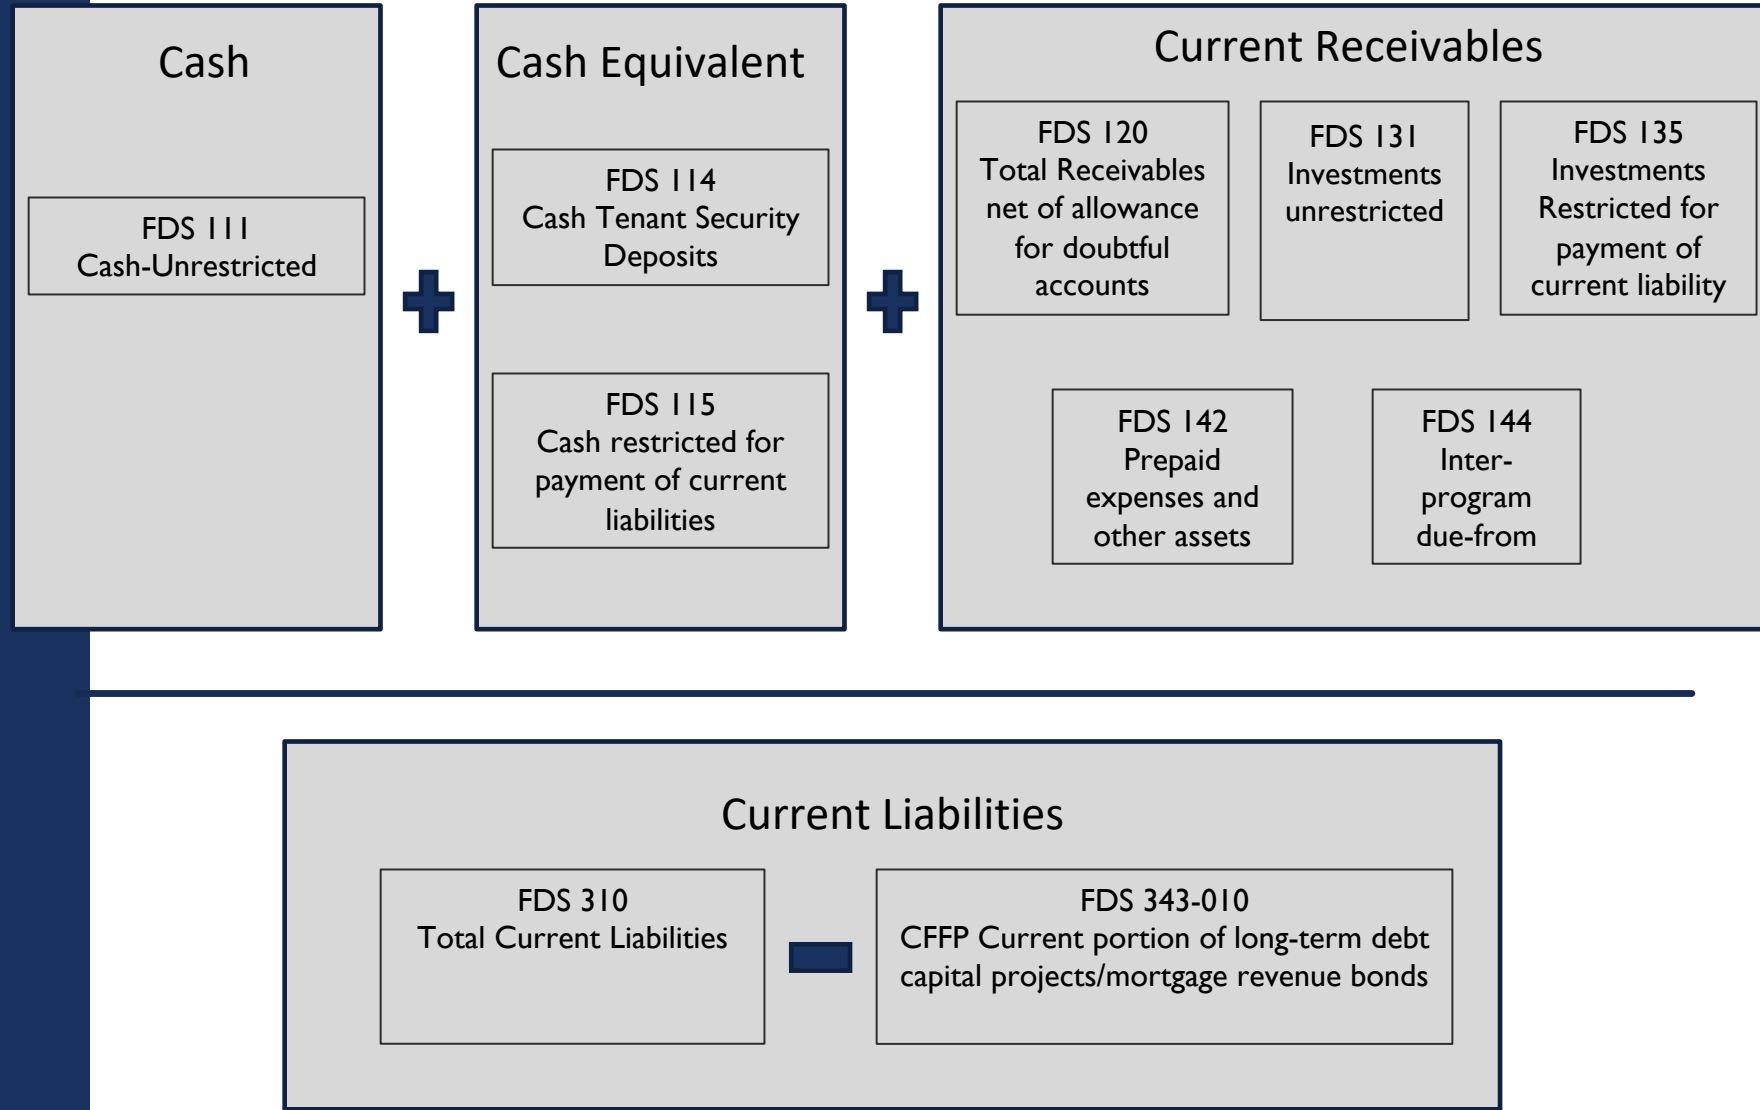 Cash
FDS 111
Cash-Unrestricted
Cash Equivalent
FDS 114
Cash Tenant Security
Deposits
FDS 115
Cash restricted for
payment of current
liabilities
Current Receivables
FDS 120
Total Receivables
net of allowance
for doubtful
accounts
FDS 131
Investments
unrestricted
FDS 135
Investments
Restricted for
payment of
current liability
FDS 142
Prepaid
expenses and
other assets
FDS 144
Inter-
program
due-from
Current Liabilities
FDS 310
Total Current Liabilities
FDS 343-010
CFFP Current portion of long-term debt
capital projects/mortgage revenue bonds